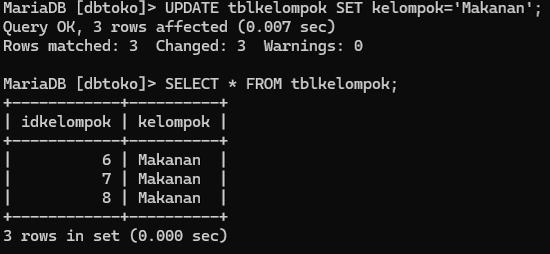 MariaDB [dbtoko]> UPDATE tblkelompok SET kelompok='Makanan';
Query OK, 3 rows affected (0.007 sec)
Rows matched: 3  Changed: 3  Warnings: 0

MariaDB [dbtoko]> SELECT * FROM tblkelompok;
+------------+----------+
| idkelompok | kelompok |
+------------+----------+
|          6 | Makanan  |
|          7 | Makanan  |
|          8 | Makanan  |
+------------+----------+
3 rows in set (0.000 sec)